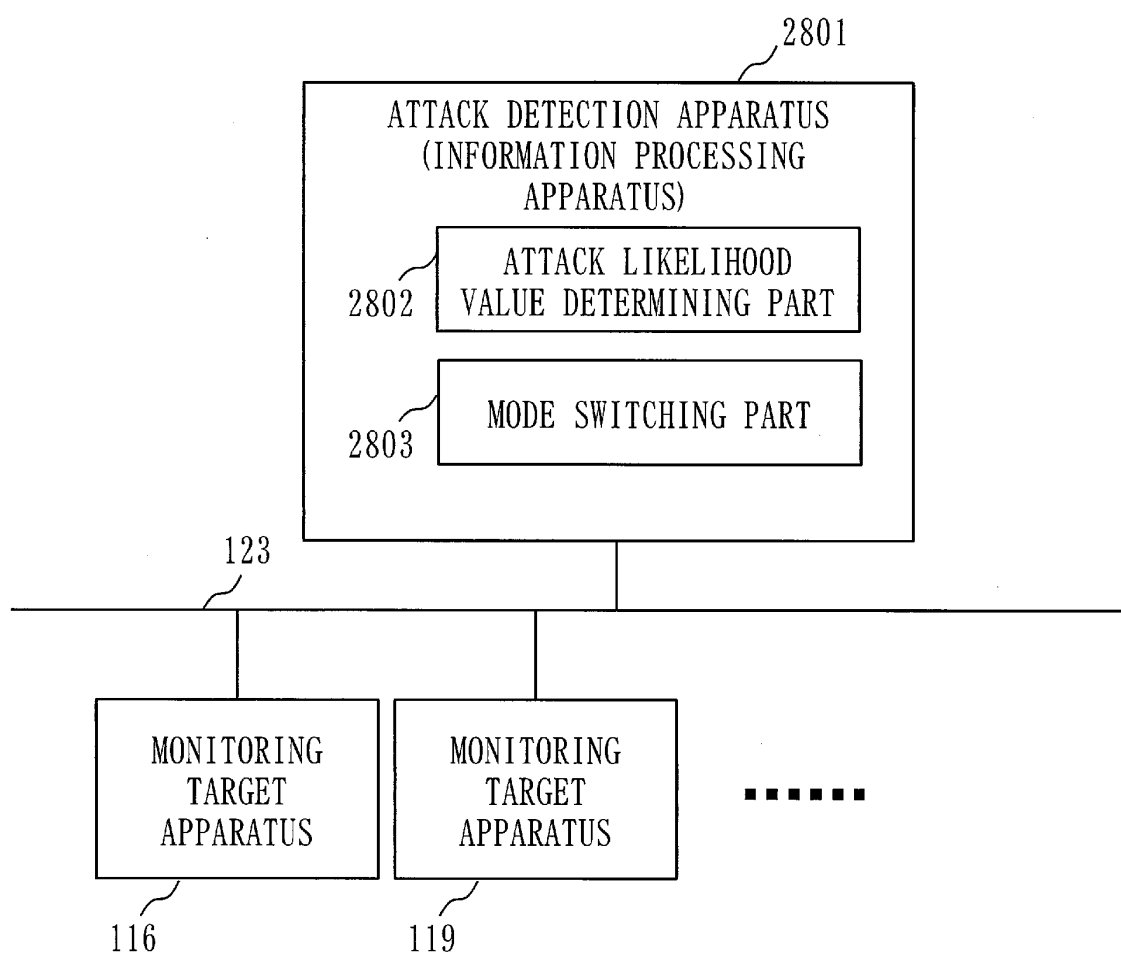 2801
ATTACK DETECTION APPARATUS
(INFORMATION PROCESSING
APPARATUS)
ATTACK LIKELIHOOD
VALUE DETERMINING PART
2802
MODE SWITCHING PART
2803
123
MONITORING
TARGET
APPARATUS
MONITORING
TARGET
APPARATUS
116
119